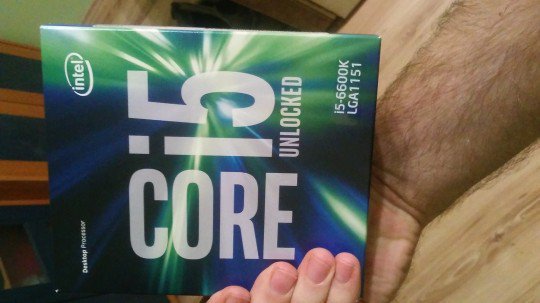 intel
CORE i5
UNLOCKED
i5-6600K
LGA1151
Desktop Processor